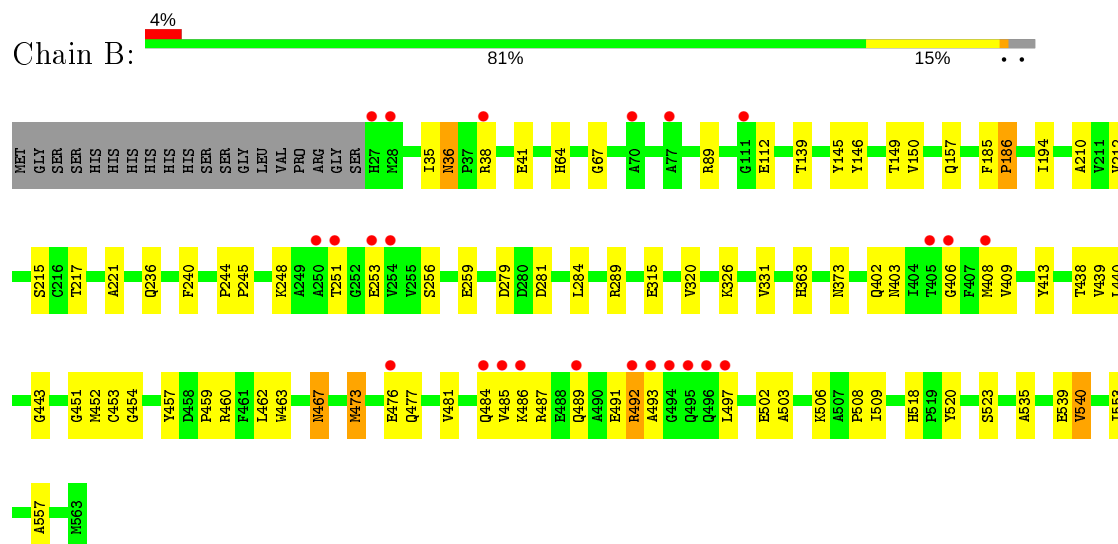 4%
Chain B:
81% 15% • •
MET GLY SER SER HIS HIS HIS HIS HIS HIS SER SER GLY LEU VAL PRO ARG GLY SER H27 M28 I35 N36 P37 R38 E41 H64 G67 A70 A77 R89 G111 E112 T139 Y145 Y146 T149 V150 Q157 F185 P186 I194 A210 V211
S215 C216 T217 A221 Q236 F240 P244 P245 K248 A249 A250 T251 G252 E253 V254 V255 S256 E259 D279 D280 D281 L284 R289 E315 V320 K326 V331 H363 N373 Q402 N403 I404 T405 G406 F407 M408 V409 Y413 T438 V439 L440
G443 G451 M452 C453 G454 Y457 D458 P459 R460 F461 L462 W463 N467 M473 E476 Q477 V481 Q484 V485 K486 R487 E488 Q489 A490 E491 R492 A493 G494 Q495 Q496 L497 E502 A503 K506 A507 P508 I509 H518 P519 Y520 S523 A535 E539 V540
A557 M563